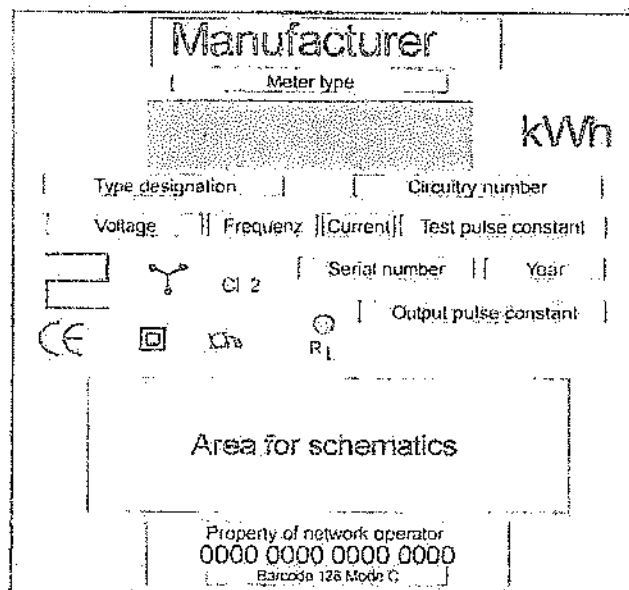 Manufacturer
Meter type
kWh
Type designation Circuitry number
Voltage Frequenz Current Test pulse constant
Cl 2 Serial number Year
Output pulse constant
CE
Area for schematics
Property of network operator
0000 0000 0000 0000
Barcode 128 Mode C